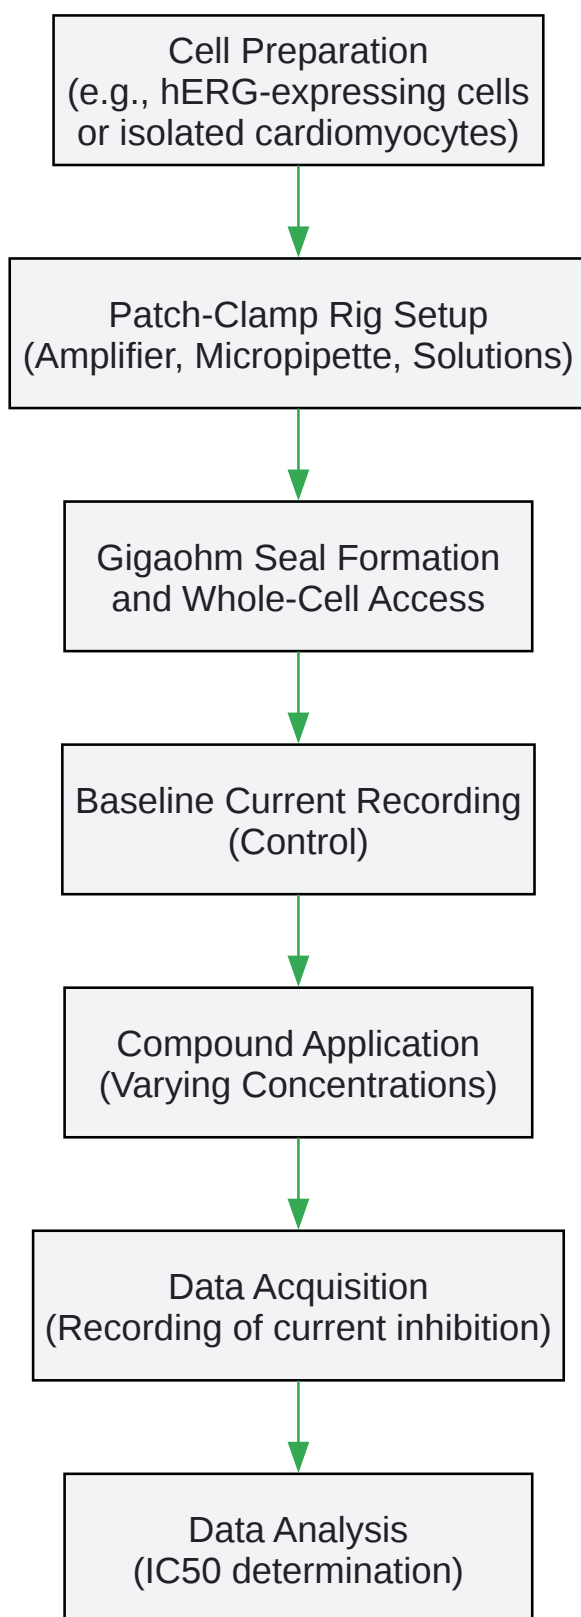 Cell Preparation
(e.g., hERG-expressing cells
or isolated cardiomyocytes)
Patch-Clamp Rig Setup
(Amplifier, Micropipette, Solutions)
Gigaohm Seal Formation
and Whole-Cell Access
Baseline Current Recording
(Control)
Compound Application
(Varying Concentrations)
Data Acquisition
(Recording of current inhibition)
Data Analysis
(IC50 determination)